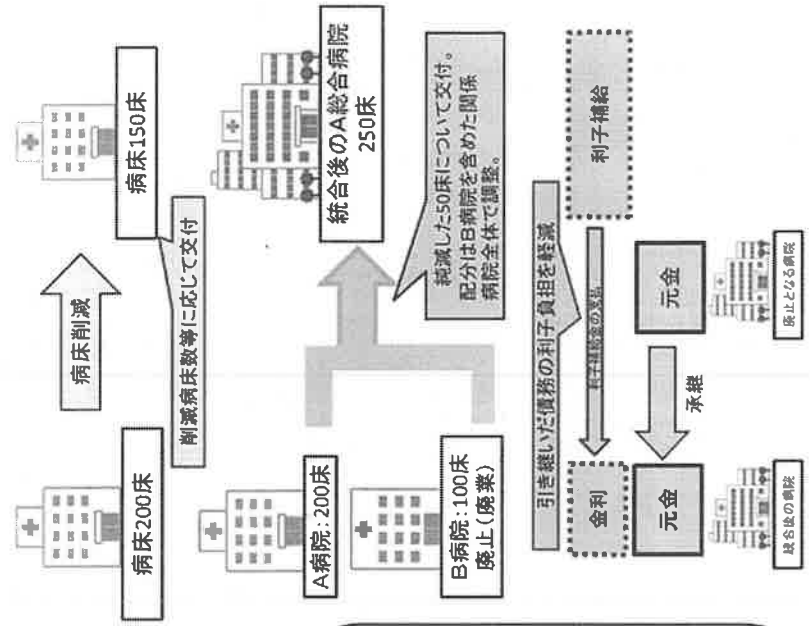 病床200床
病床削減
病床150床
削減病床数等に応じて交付
A病院：200床
B病院：100床
廃止（廃業）
統合後のA総合病院
250床
純減した50床について交付。
配分はB病院を含めた関係
病院全体で調整。
引き継いだ債務の利子負担を軽減
金利
利子補給金の支払
利子補給
元金
承継
元金
統合後の病院
廃止となる病院